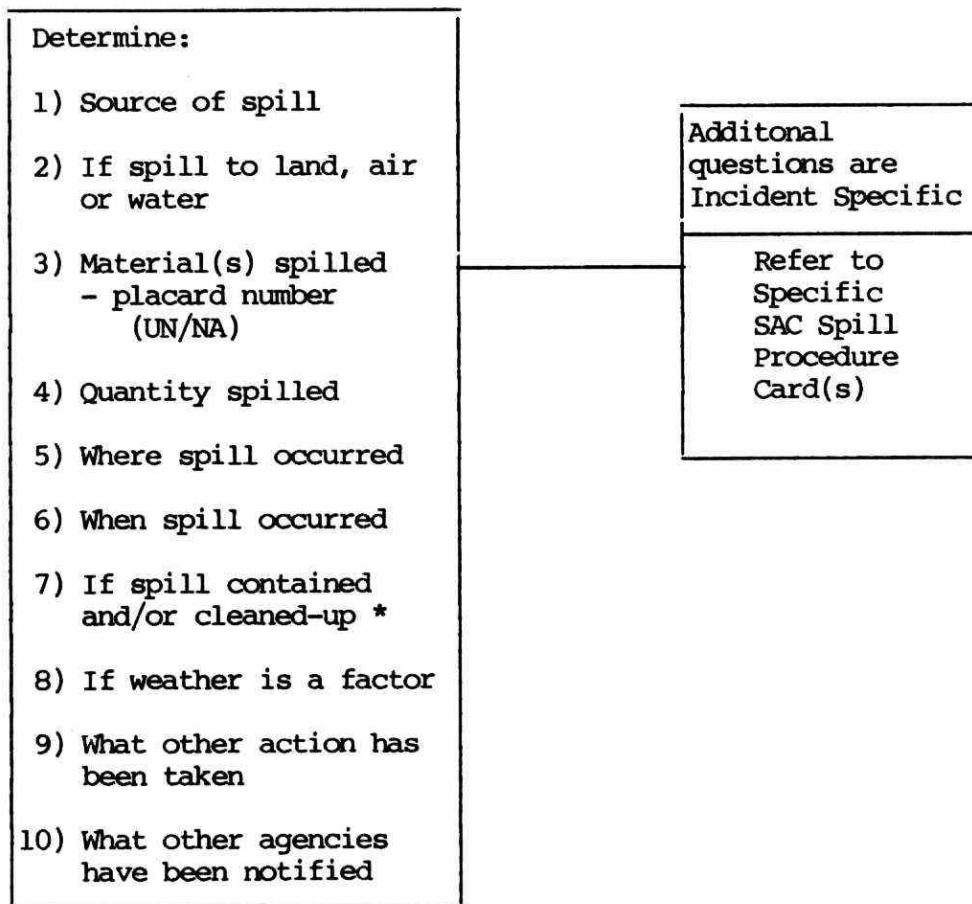 Determine:
1) Source of spill
2) If spill to land, air
or water
3) Material(s) spilled
- placard number
(UN/NA)
4) Quantity spilled
5) Where spill occurred
6) When spill occurred
7) If spill contained
and/or cleaned-up *
8) If weather is a factor
9) What other action has
been taken
10) What other agencies
have been notified
Additonal
questions are
Incident Specific
Refer to
Specific
SAC Spill
Procedure
Card(s)